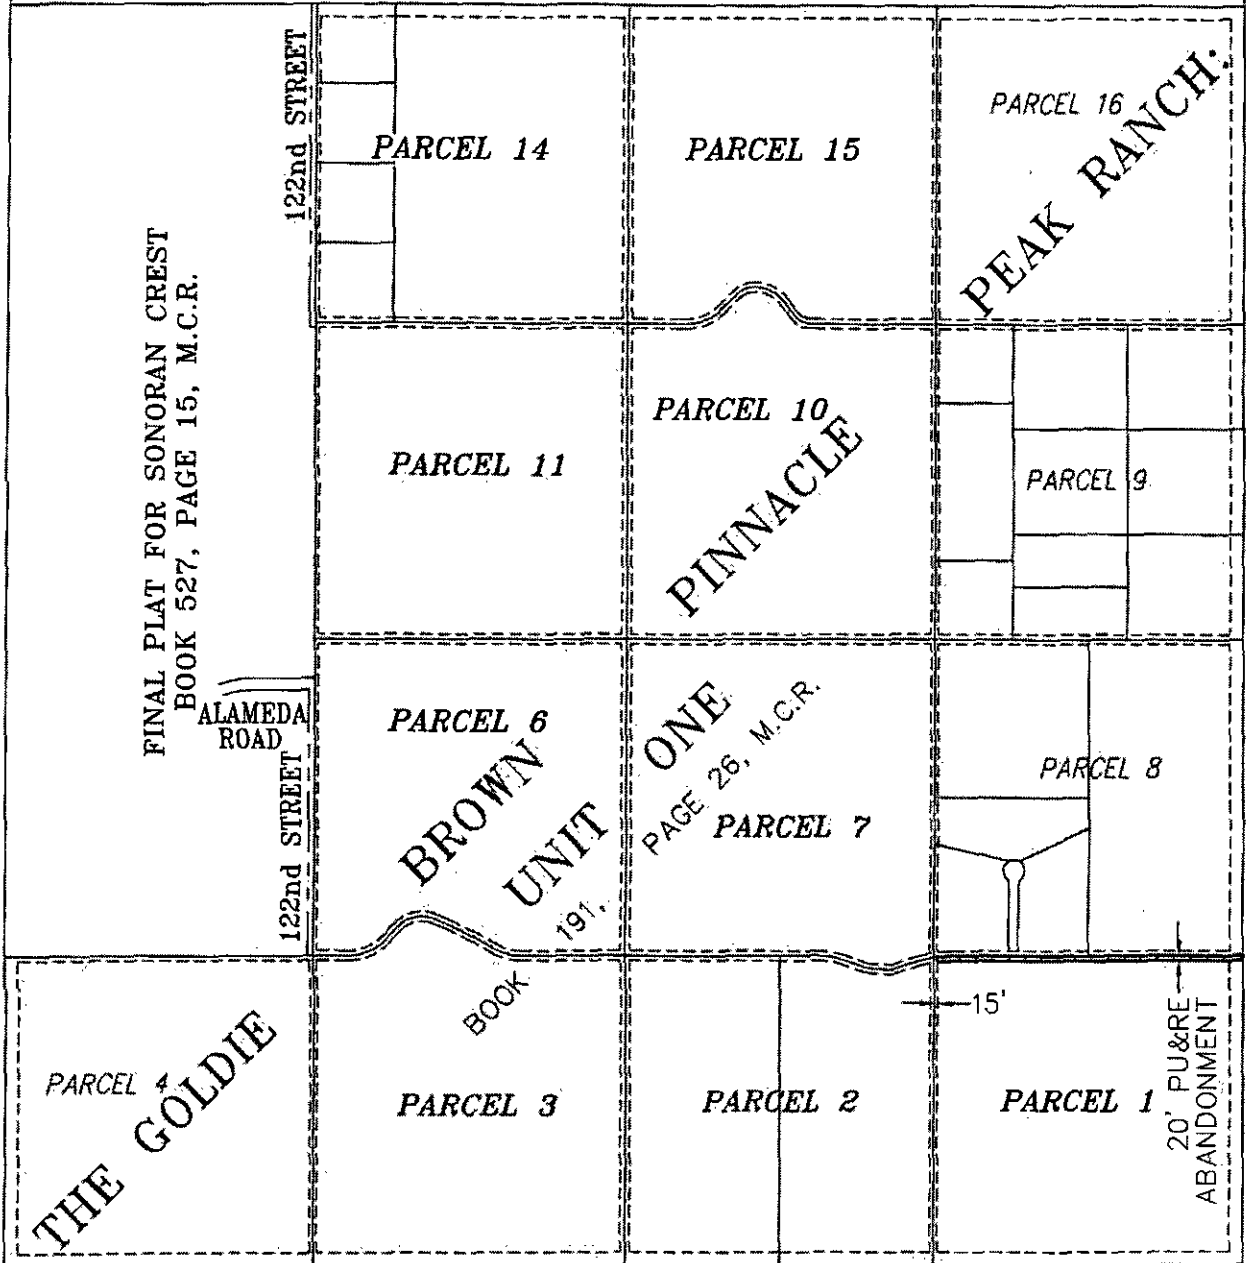 122nd STREET
PARCEL 14
PARCEL 15
PARCEL 16
FINAL PLAT FOR SONORAN CREST
BOOK 527, PAGE 15, M.C.R.
PARCEL 11
PARCEL 10
PARCEL 9
ALAMEDA
ROAD
122nd STREET
PARCEL 6
PARCEL 7
PARCEL 8
THE GOLDIE
BROWN
PINNACLE
PEAK RANCH:
UNIT
ONE
BOOK
191,
PAGE 26, M.C.R.
PARCEL 4
PARCEL 3
PARCEL 2
PARCEL 1
15'
20' PU&RE
ABANDONMENT